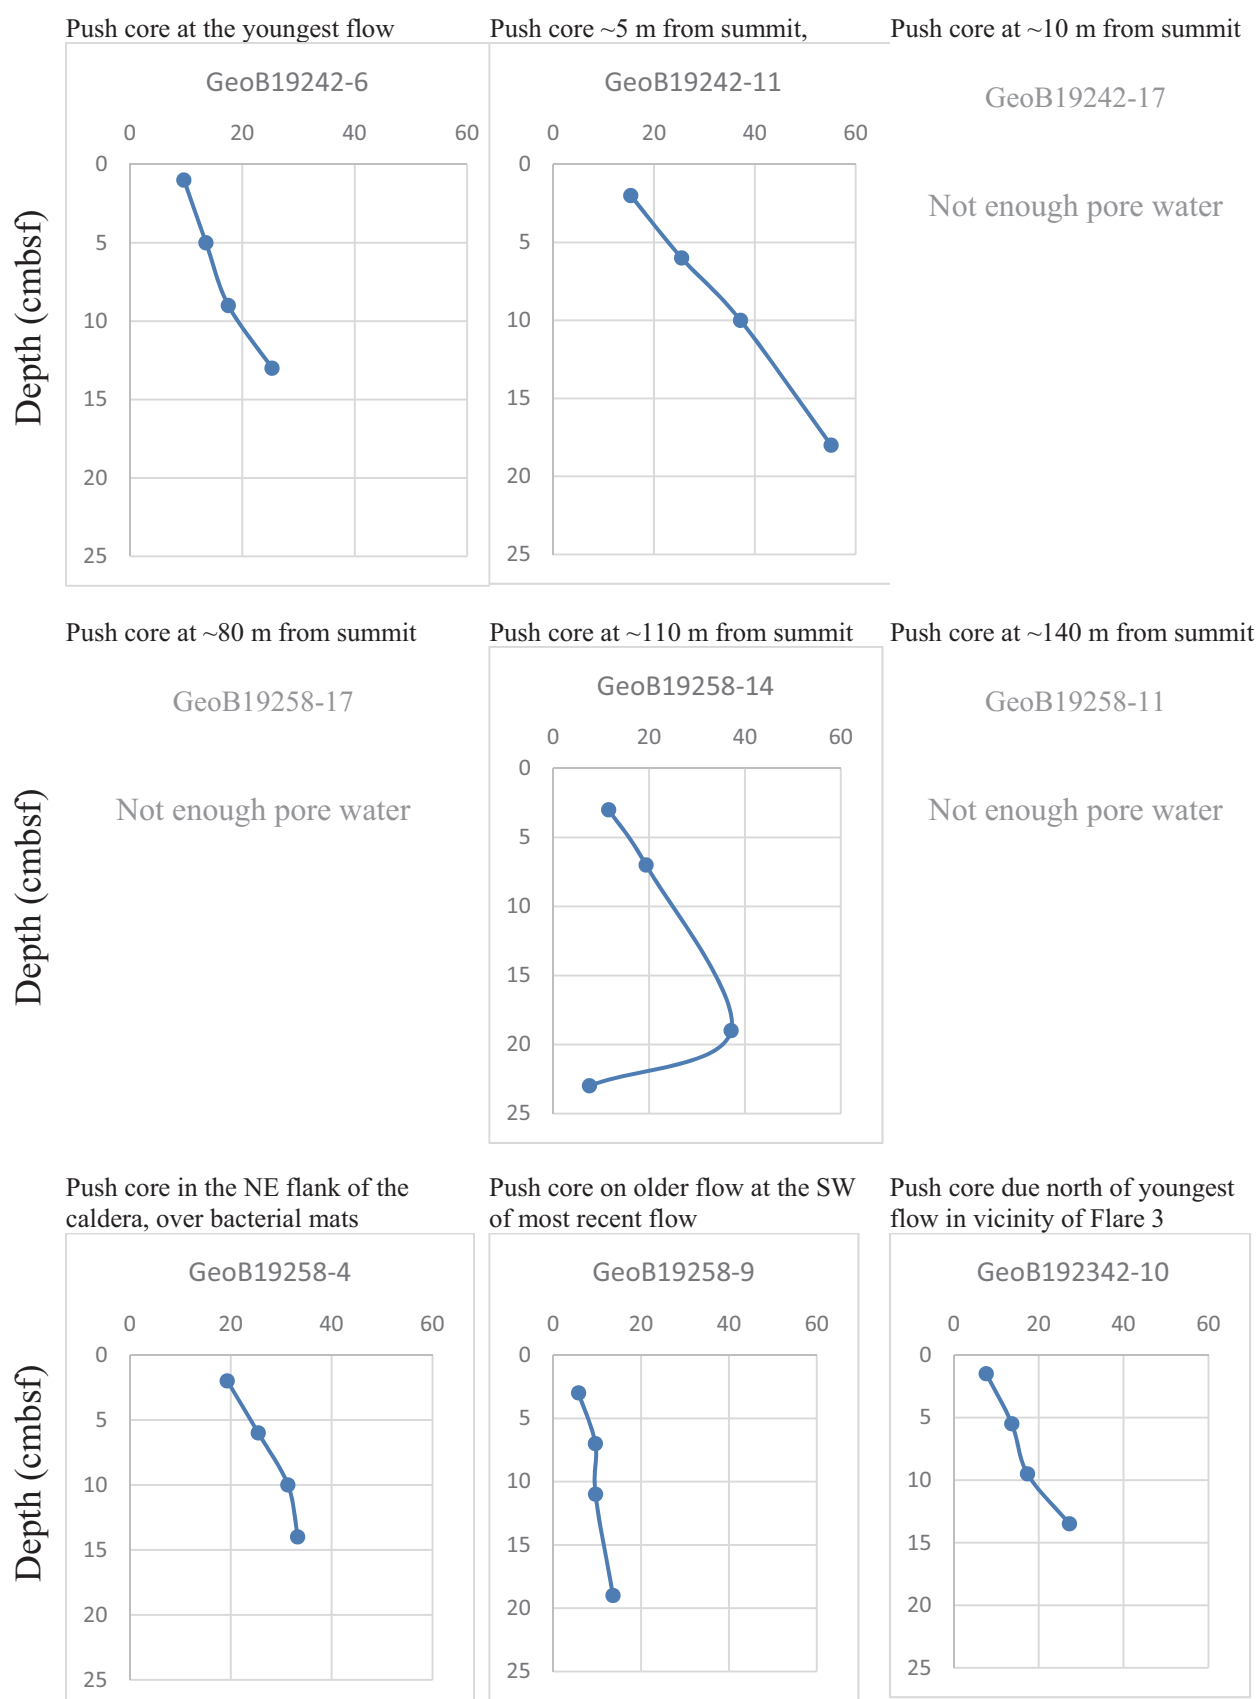 Push core at the youngest flow
Push core ~5 m from summit,
Push core at ~10 m from summit
GeoB19242-6
GeoB19242-11
GeoB19242-17
0 20 40 60
0 20 40 60
Not enough pore water
Depth (cmbsf)
0
5
10
15
20
25
0
5
10
15
20
25
Push core at ~80 m from summit
Push core at ~110 m from summit
Push core at ~140 m from summit
GeoB19258-17
GeoB19258-14
GeoB19258-11
0 20 40 60
Not enough pore water
Not enough pore water
Depth (cmbsf)
0
5
10
15
20
25
Push core in the NE flank of the
caldera, over bacterial mats
Push core on older flow at the SW
of most recent flow
Push core due north of youngest
flow in vicinity of Flare 3
GeoB19258-4
GeoB19258-9
GeoB192342-10
0 20 40 60
0 20 40 60
0 20 40 60
Depth (cmbsf)
0
5
10
15
20
25
0
5
10
15
20
25
0
5
10
15
20
25